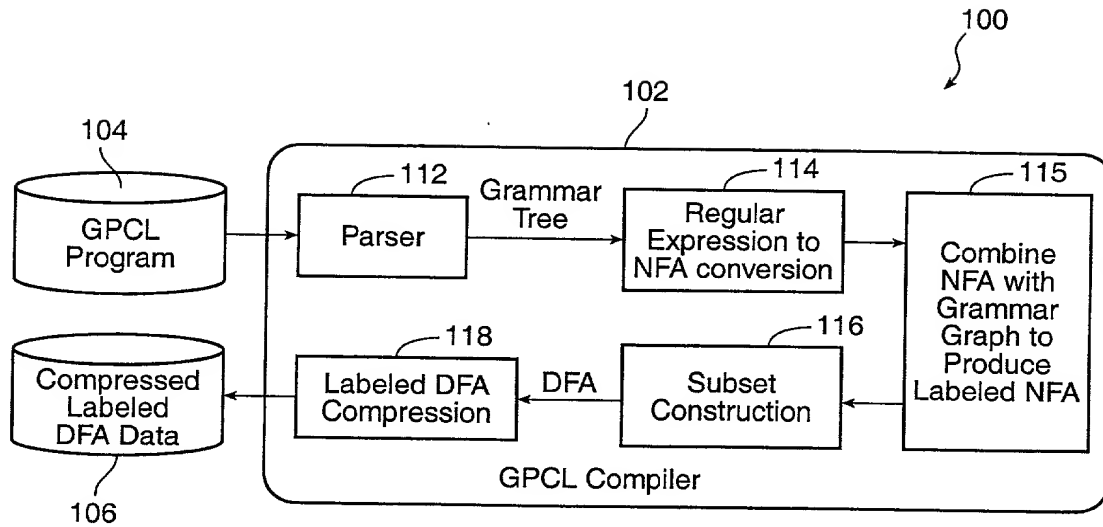 100
102
104
GPCL
Program
112
Parser
Grammar
Tree
114
Regular
Expression to
NFA conversion
115
Combine
NFA with
Grammar
Graph to
Produce
Labeled NFA
116
Subset
Construction
DFA
118
Labeled DFA
Compression
Compressed
Labeled
DFA Data
106
GPCL Compiler